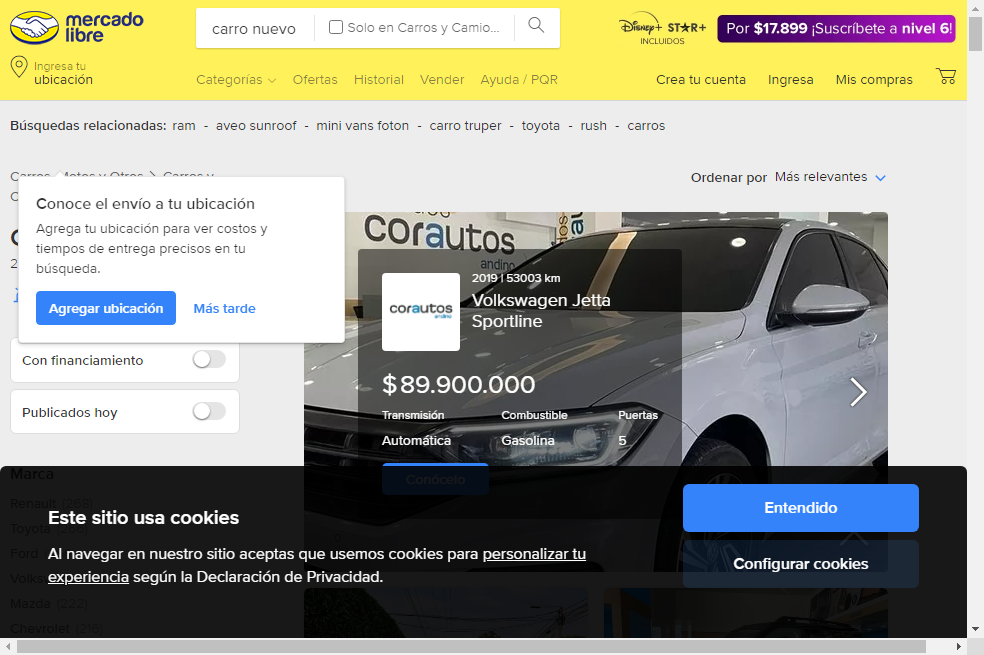 mercado
libre
carro nuevo
Solo en Carros y Camio...
Disney+ STAR+
INCLUIDOS
Por $17.899 ¡Suscríbete a nivel 6!
Ingresa tu
ubicación
Categorías
Ofertas
Historial
Vender
Ayuda / PQR
Crea tu cuenta
Ingresa
Mis compras
Búsquedas relacionadas: ram - aveo sunroof - mini vans foton - carro truper - toyota - rush - carros
Carros, Motos y Otros > Carros y
Ordenar por Más relevantes
Conoce el envío a tu ubicación
Agrega tu ubicación para ver costos y
tiempos de entrega precisos en tu
búsqueda.
Agregar ubicación
Más tarde
Con financiamiento
Publicados hoy
corautos
andino
corautos
andino
2019 | 53003 km
Volkswagen Jetta
Sportline
$89.900.000
Transmisión Combustible Puertas
Automática Gasolina 5
Conócelo
Marca
Renault
Toyota
Ford
Mazda (222)
Chevrolet (216)
Este sitio usa cookies
Al navegar en nuestro sitio aceptas que usemos cookies para personalizar tu
experiencia según la Declaración de Privacidad.
Entendido
Configurar cookies